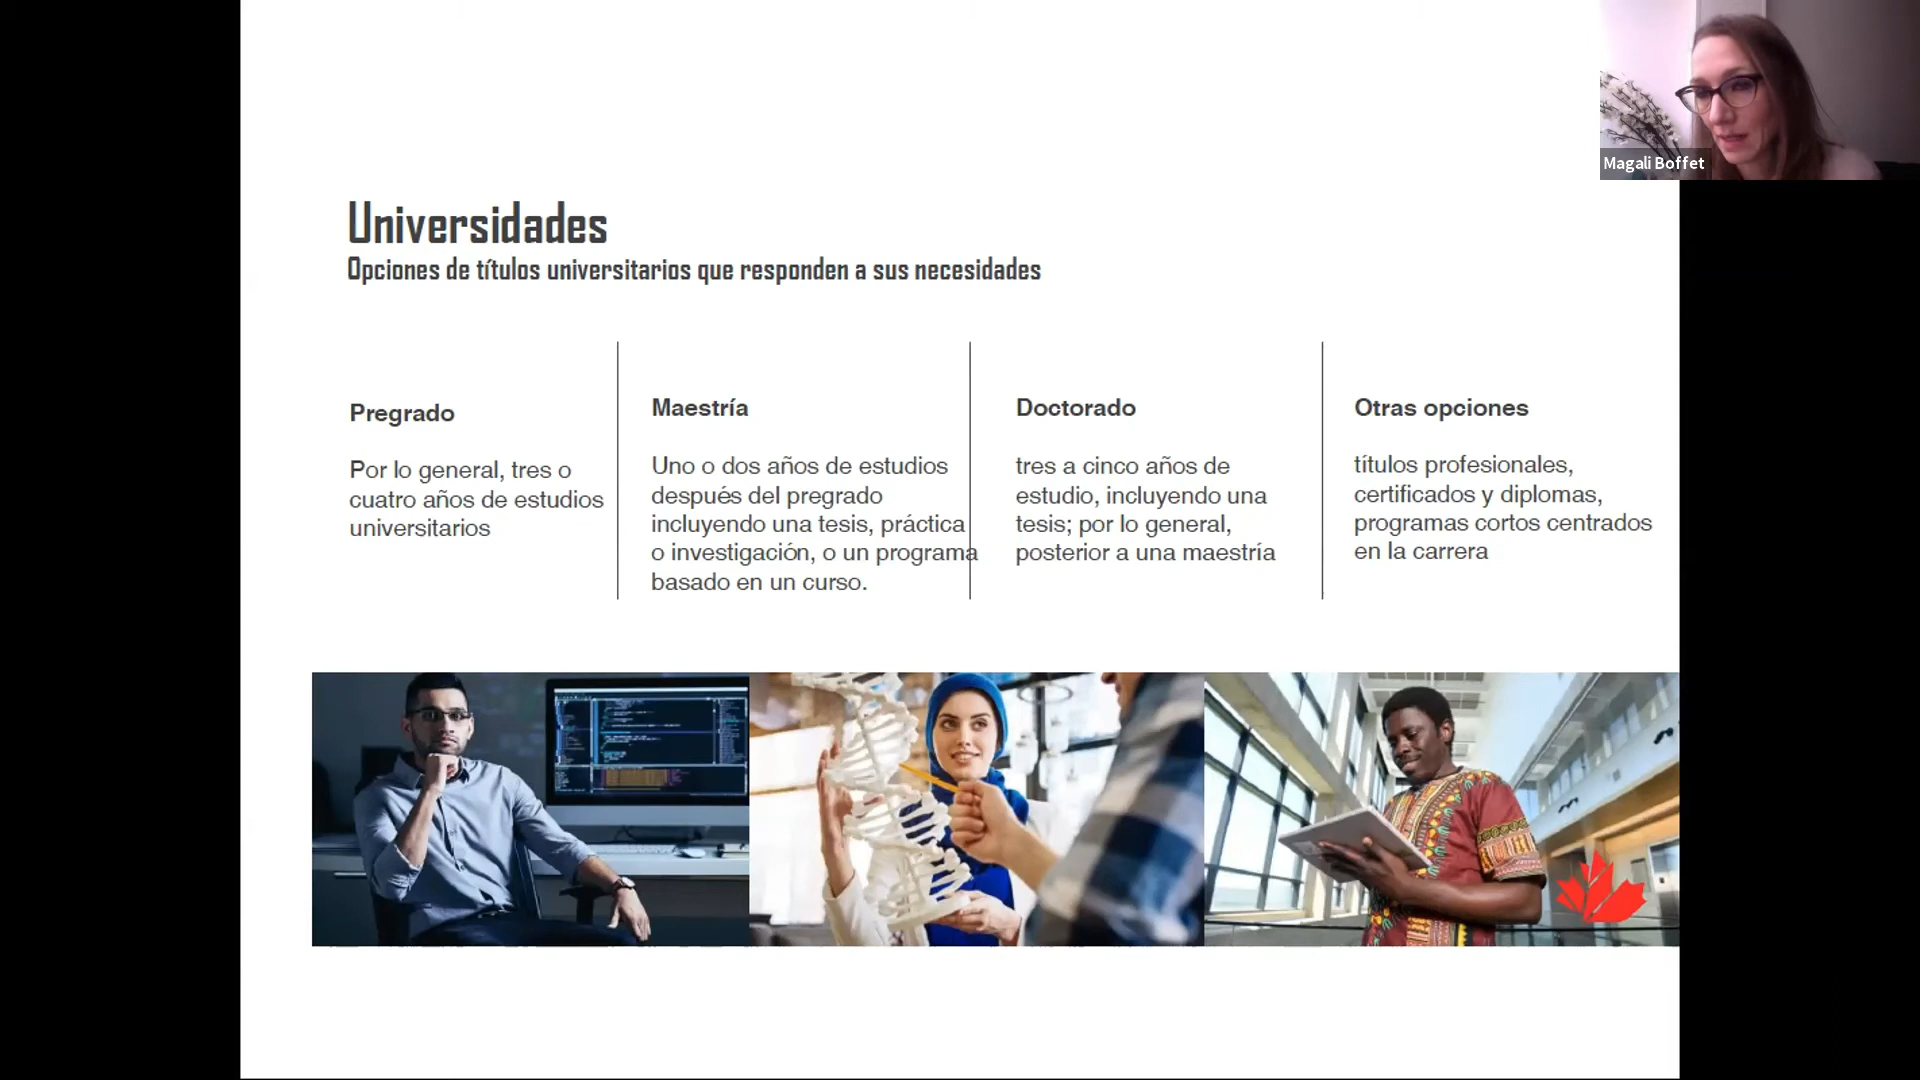 Magali Boffet
Universidades
Opciones de títulos universitarios que responden a sus necesidades
Pregrado
Por lo general, tres o
cuatro años de estudios
universitarios
Maestría
Uno o dos años de estudios
después del pregrado
incluyendo una tesis, práctica
o investigación, o un programa
basado en un curso.
Doctorado
tres a cinco años de
estudio, incluyendo una
tesis; por lo general,
posterior a una maestría
Otras opciones
títulos profesionales,
certificados y diplomas,
programas cortos centrados
en la carrera